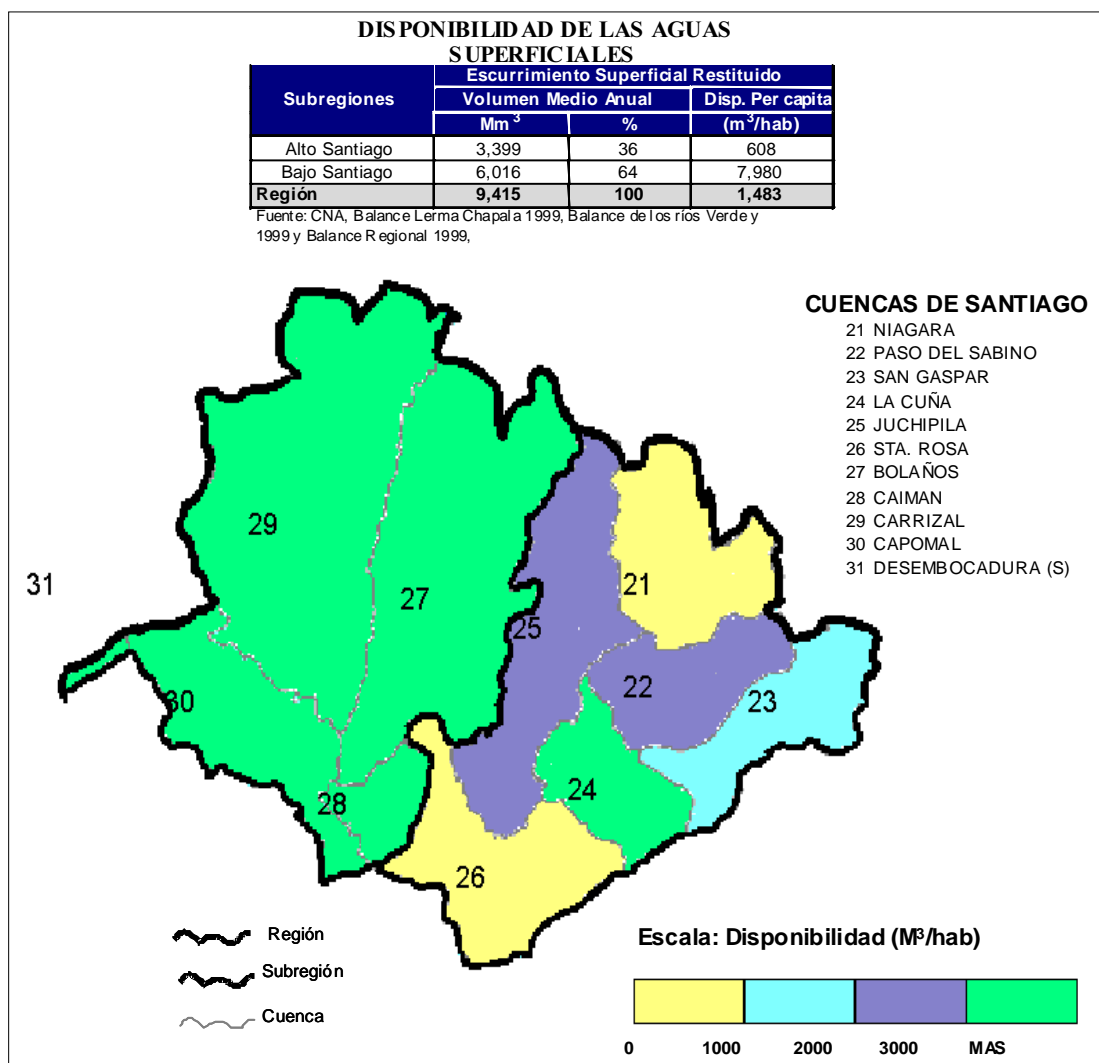 DISPONIBILIDAD DE LAS AGUAS
SUPERFICIALES
Subregiones
Escurrimiento Superficial Restituido
Volumen Medio Anual Disp. Per capita
Mm³ % (m³/hab)
Alto Santiago 3,399 36 608
Bajo Santiago 6,016 64 7,980
Región 9,415 100 1,483
Fuente: CNA, Balance Lerma Chapala 1999, Balance de los ríos Verde y
1999 y Balance Regional 1999,
CUENCAS DE SANTIAGO
21 NIAGARA
22 PASO DEL SABINO
23 SAN GASPAR
24 LA CUÑA
25 JUCHIPILA
26 STA. ROSA
27 BOLAÑOS
28 CAIMAN
29 CARRIZAL
30 CAPOMAL
31 DESEMBOCADURA (S)
29
31
27
21
25
30
22
23
28
24
26
Región
Subregión
Cuenca
Escala: Disponibilidad (M³/hab)
0 1000 2000 3000 MAS